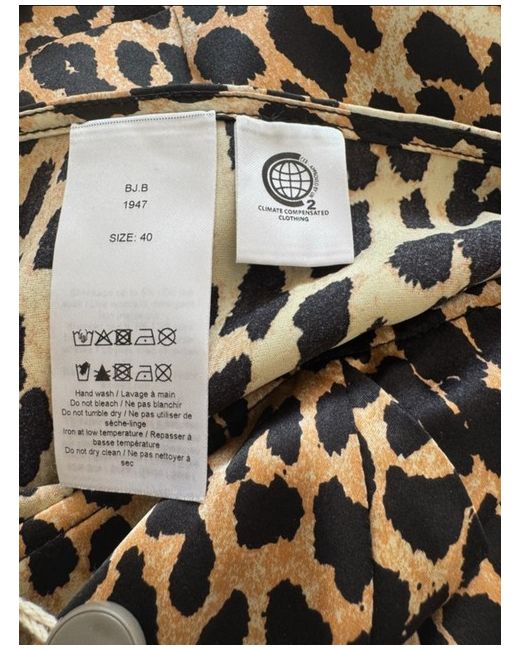 BJ.B
1947
SIZE: 40
Hand wash / Lavage à main
Do not bleach / Ne pas blanchir
Do not tumble dry / Ne pas utiliser de
sèche-linge
Iron at low temperature / Repasser à
basse température
Do not dry clean / Ne pas nettoyer à
sec
2
CLIMATE COMPENSATED
CLOTHING